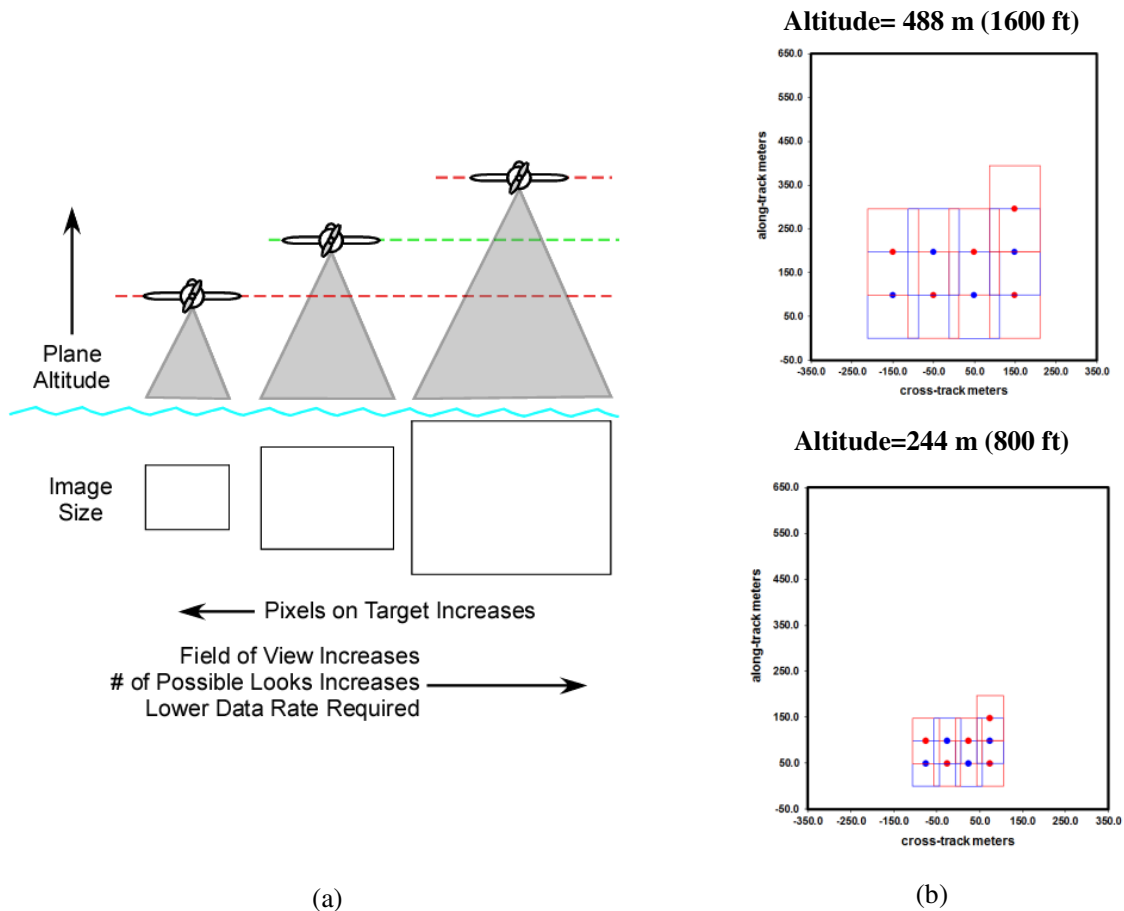 Plane
Altitude
Image
Size
Pixels on Target Increases
Field of View Increases
# of Possible Looks Increases
Lower Data Rate Required
(a)
Altitude= 488 m (1600 ft)
650.0
550.0
450.0
350.0
250.0
150.0
50.0
-50.0
along-track meters
-350.0 -250.0 -150.0 -50.0 50.0 150.0 250.0 350.0
cross-track meters
Altitude=244 m (800 ft)
650.0
550.0
450.0
350.0
250.0
150.0
50.0
-50.0
along-track meters
-350.0 -250.0 -150.0 -50.0 50.0 150.0 250.0 350.0
cross-track meters
(b)